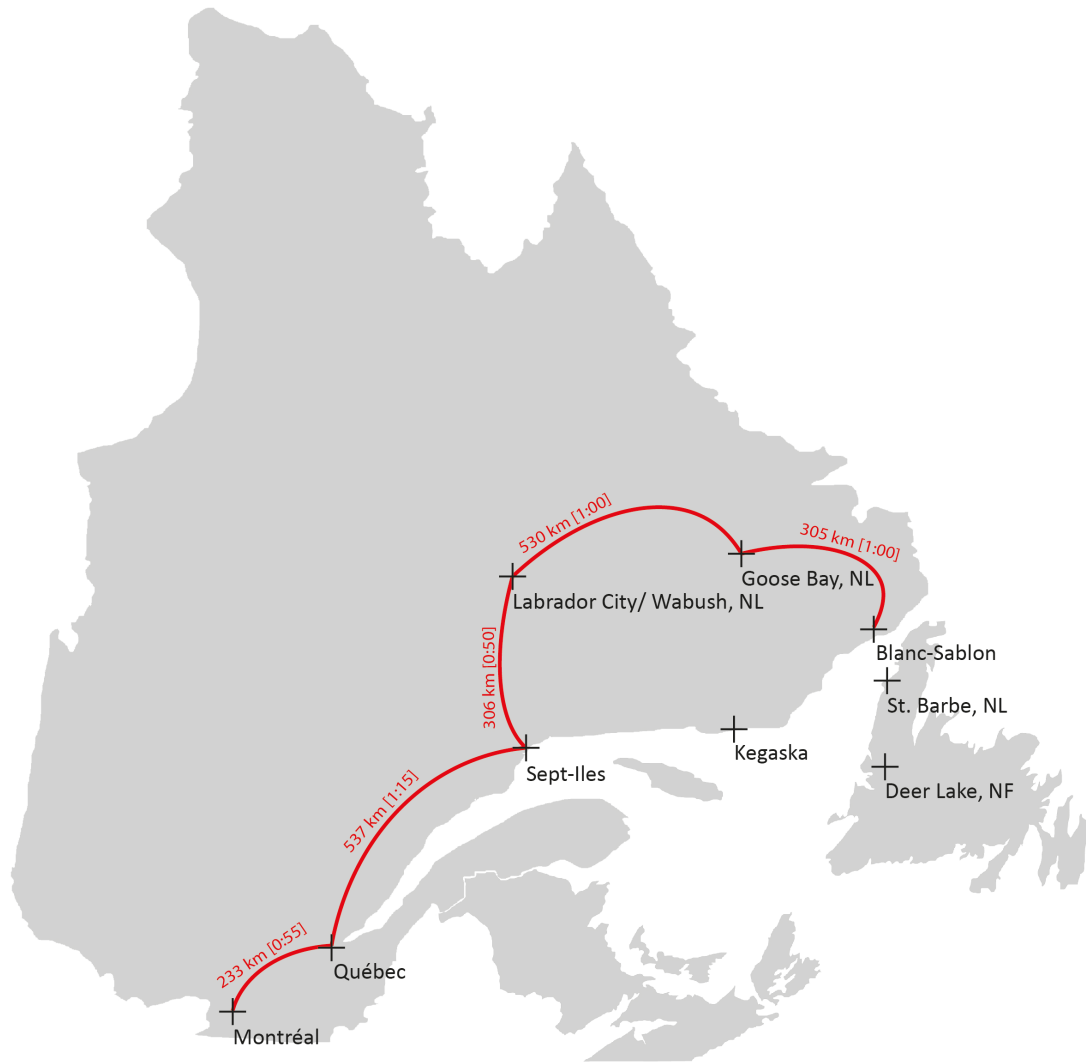 530 km [1:00]
305 km [1:00]
Goose Bay, NL
Labrador City/ Wabush, NL
306 km [0:50]
Blanc-Sablon
St. Barbe, NL
Kegaska
Sept-Iles
Deer Lake, NF
537 km [1:15]
233 km [0:55]
Québec
Montréal